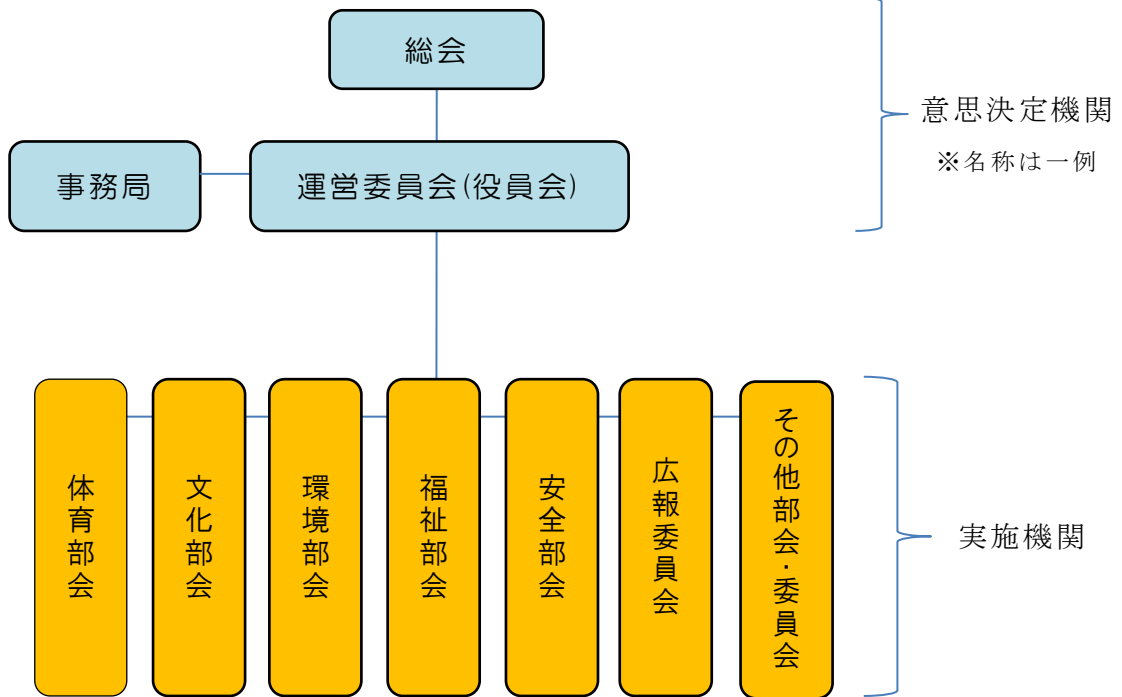 総会
意思決定機関
※名称は一例
事務局
運営委員会(役員会)
体育部会
文化部会
環境部会
福祉部会
安全部会
広報委員会
その他部会・委員会
実施機関